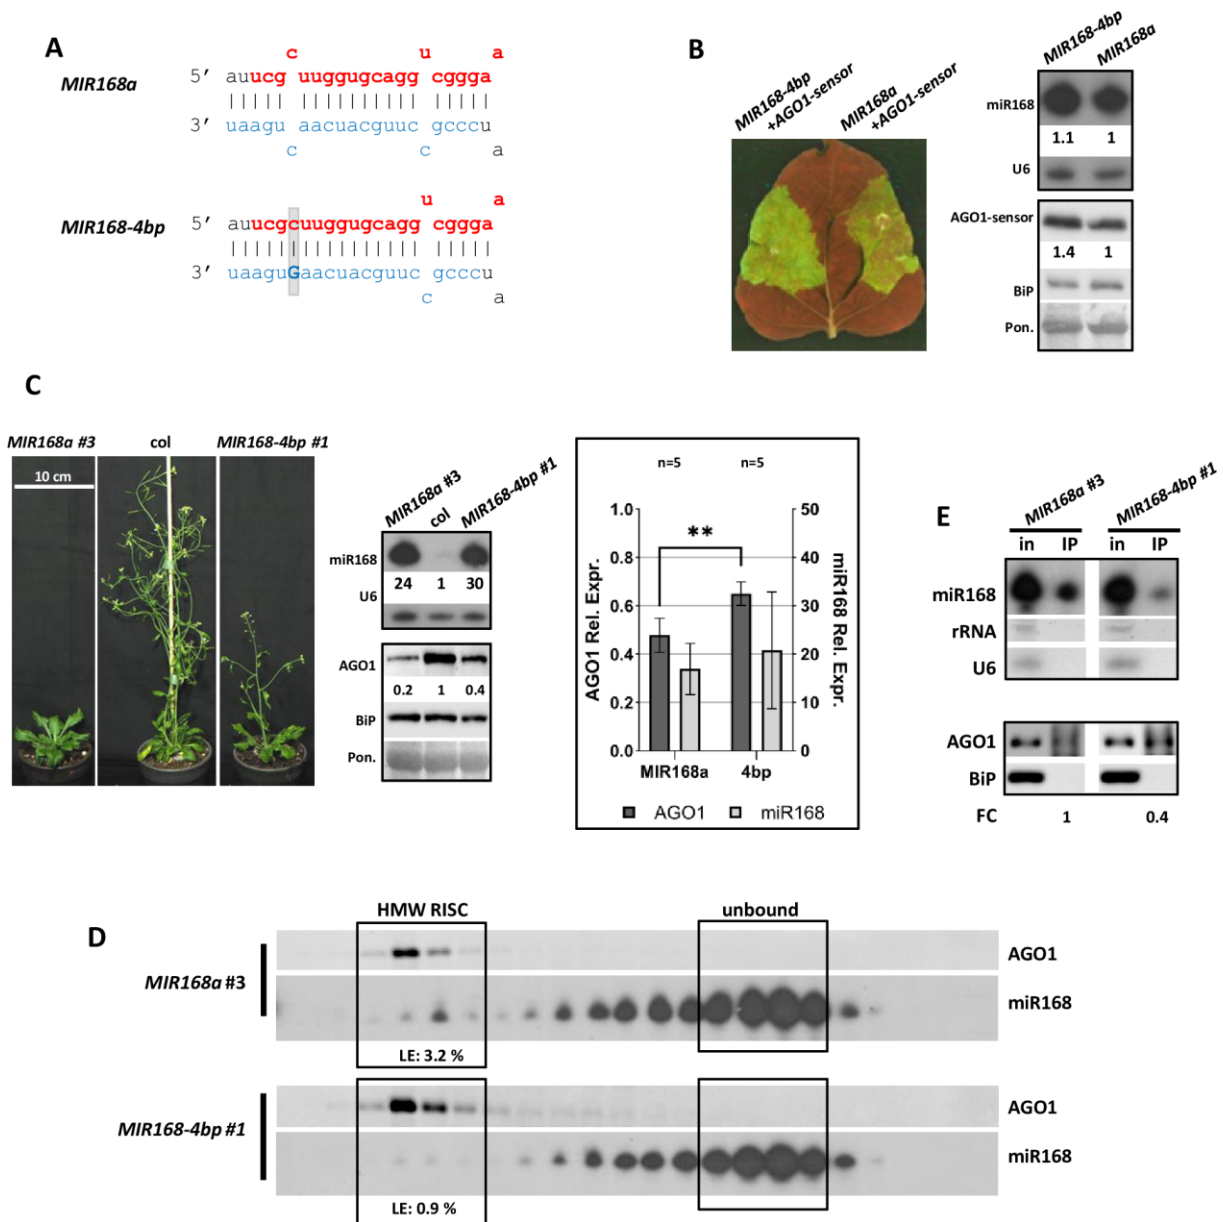 A
c u a
MIR168a 5' auucg uuggugcagg cggga
3' uaagu aacuacguuc gcccu
c c a
u a
MIR168-4bp 5' auucgcuuggugcagg cggga
3' uaaguGaacuacguuc gcccu
c a
B
MIR168-4bp
+AGO1-sensor
MIR168a
+AGO1-sensor
MIR168-4bp
MIR168a
miR168
1.1 1
U6
AGO1-sensor
1.4 1
BiP
Pon.
C
MIR168a #3 col MIR168-4bp #1
10 cm
MIR168a #3
col
MIR168-4bp #1
miR168
24 1 30
U6
AGO1
0.2 1 0.4
BiP
Pon.
n=5 n=5
**
AGO1 Rel. Expr.
1.0
0.8
0.6
0.4
0.2
0.0
miR168 Rel. Expr.
50
40
30
20
10
0
MIR168a 4bp
AGO1 miR168
E
MIR168a #3
MIR168-4bp #1
in IP in IP
miR168
rRNA
U6
AGO1
BiP
FC 1 0.4
D
HMW RISC unbound
MIR168a #3
AGO1
miR168
LE: 3.2 %
MIR168-4bp #1
AGO1
miR168
LE: 0.9 %